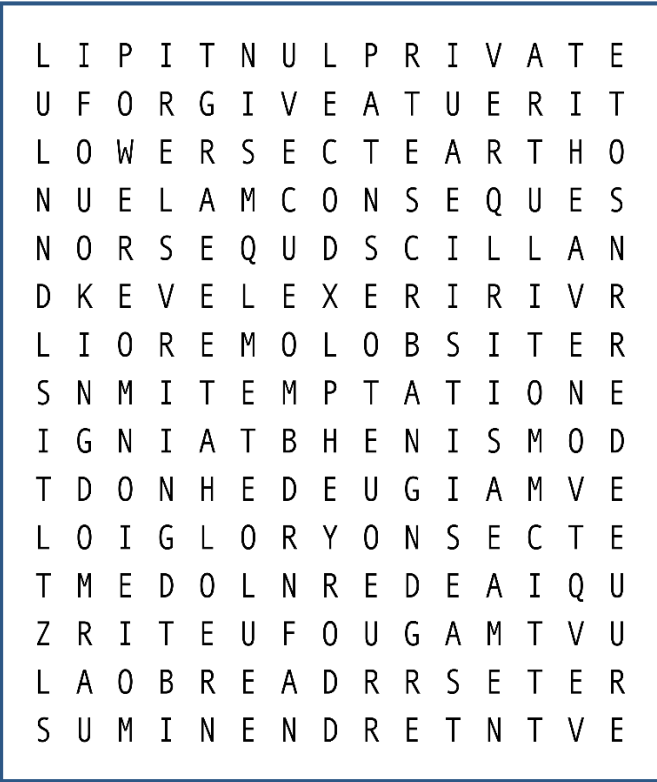 L I P I T N U L P R I V A T E
U F O R G I V E A T U E R I T
L O W E R S E C T E A R T H O
N U E L A M C O N S E Q U E S
N O R S E Q U D S C I L L A N
D K E V E L E X E R I R I V R
L I O R E M O L O B S I T E R
S N M I T E M P T A T I O N E
I G N I A T B H E N I S M O D
T D O N H E D E U G I A M V E
L O I G L O R Y O N S E C T E
T M E D O L N R E D E A I Q U
Z R I T E U F O U G A M T V U
L A O B R E A D R R S E T E R
S U M I N E N D R E T N T V E